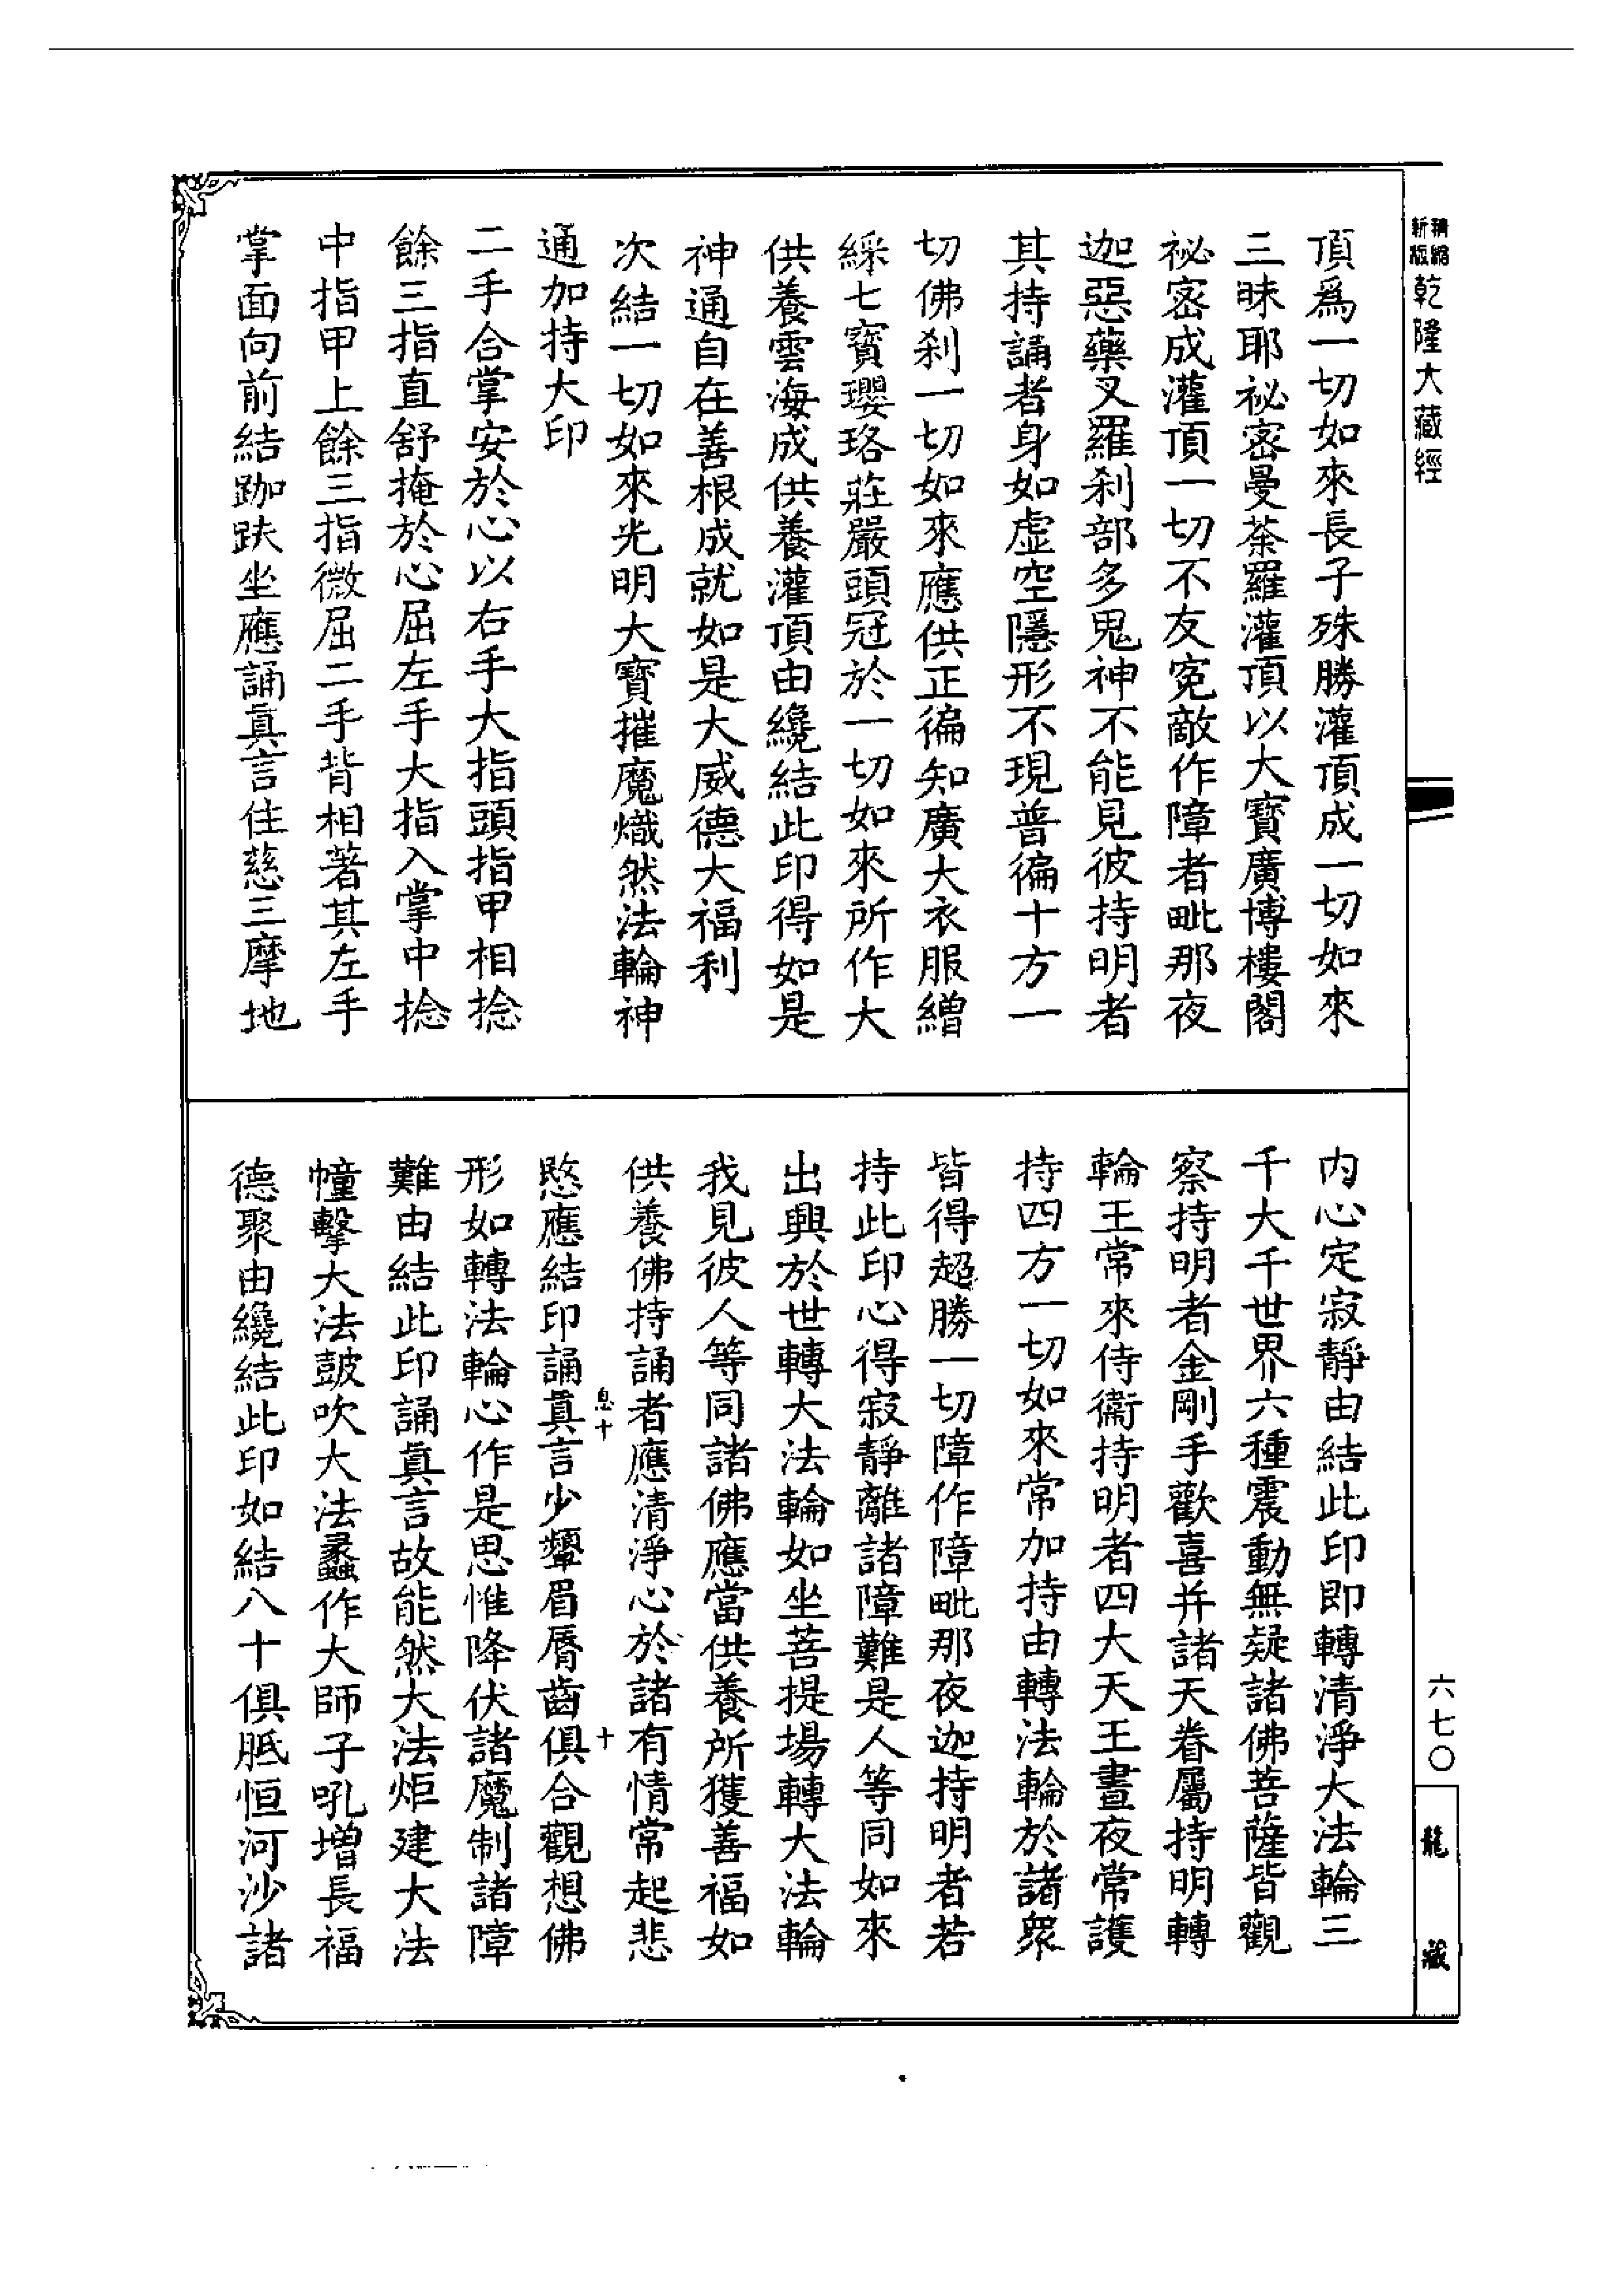 新版 精縮 乾隆大藏經
頂爲一切如來長子殊勝灌頂成一切如來
三昧耶祕密曼荼羅灌頂以大寶廣博樓閣
祕密成灌頂一切不友寃敵作障者毗那夜
迦惡藥叉羅刹部多鬼神不能見彼持明者
其持誦者身如虛空隱形不現普徧十方一
切佛刹一切如來應供正徧知廣大衣服繒
綵七寶瓔珞莊嚴頭冠於一切如來所作大
供養雲海成供養灌頂由纔結此印得如是
神通自在善根成就如是大威德大福利
次結一切如來光明大寶摧魔熾然法輪神
通加持大印
二手合掌安於心以右手大指頭指甲相捻
餘三指直舒掩於心屈左手大指入掌中捻
中指甲上餘三指微屈二手背相著其左手
掌面向前結跏趺坐應誦眞言住慈三摩地
內心定寂靜由結此印即轉清淨大法輪三
千大千世界六種震動無疑諸佛菩薩皆觀
察持明者金剛手歡喜并諸天眷屬持明轉
輪王常來侍衞持明者四大天王晝夜常護
持四方一切如來常加持由轉法輪於諸衆
皆得超勝一切障作障毗那夜迦持明者若
持此印心得寂靜離諸障難是人等同如來
出興於世轉大法輪如坐菩提場轉大法輪
我見彼人等同諸佛應當供養所獲善福如
供養佛持誦者應清淨心於諸有情常起悲
息十 十
愍應結印誦眞言少顰眉脣齒俱合觀想佛
形如轉法輪心作是思惟降伏諸魔制諸障
難由結此印誦眞言故能然大法炬建大法
幢擊大法鼓吹大法蠡作大師子吼增長福
德聚由纔結此印如結八十俱胝恒河沙諸
六七〇
龍藏